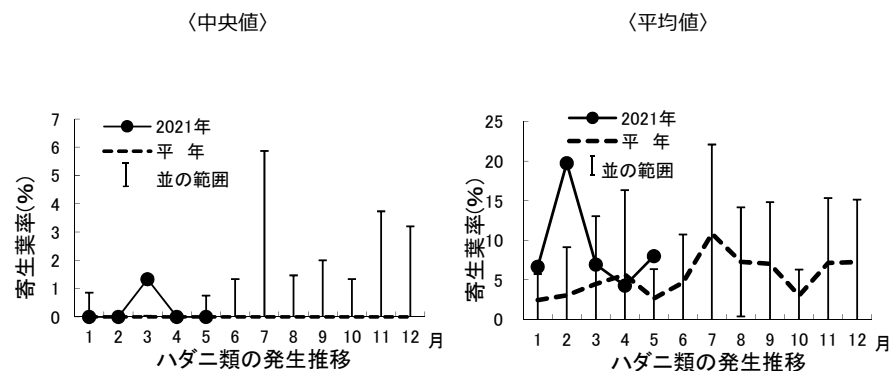 〈中央値〉
寄生葉率(%)
7
6
5
4
3
2
1
0
2021年
平 年
並の範囲
1 2 3 4 5 6 7 8 9 10 11 12 月
ハダニ類の発生推移
〈平均値〉
寄生葉率(%)
25
20
15
10
5
0
2021年
平 年
並の範囲
1 2 3 4 5 6 7 8 9 10 11 12 月
ハダニ類の発生推移